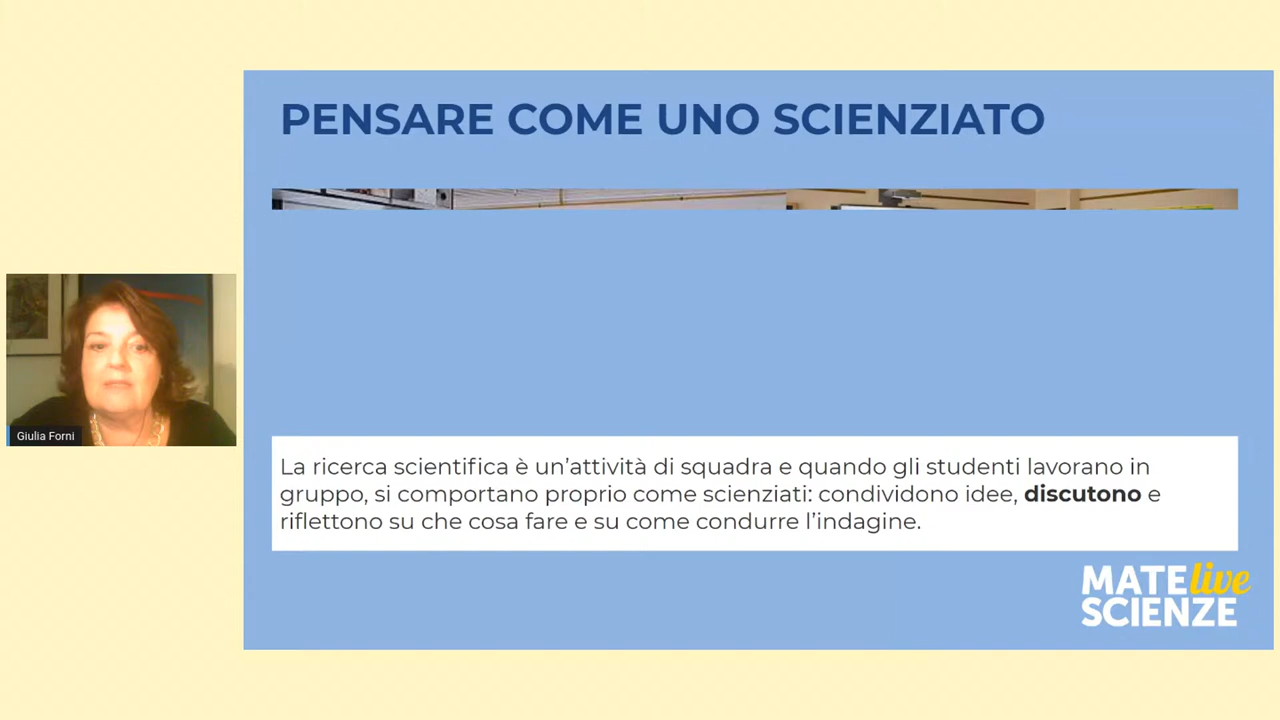 PENSARE COME UNO SCIENZIATO
Giulia Forni
La ricerca scientifica è un'attività di squadra e quando gli studenti lavorano in
gruppo, si comportano proprio come scienziati: condividono idee, discutono e
riflettono su che cosa fare e su come condurre l'indagine.
MATE live
SCIENZE